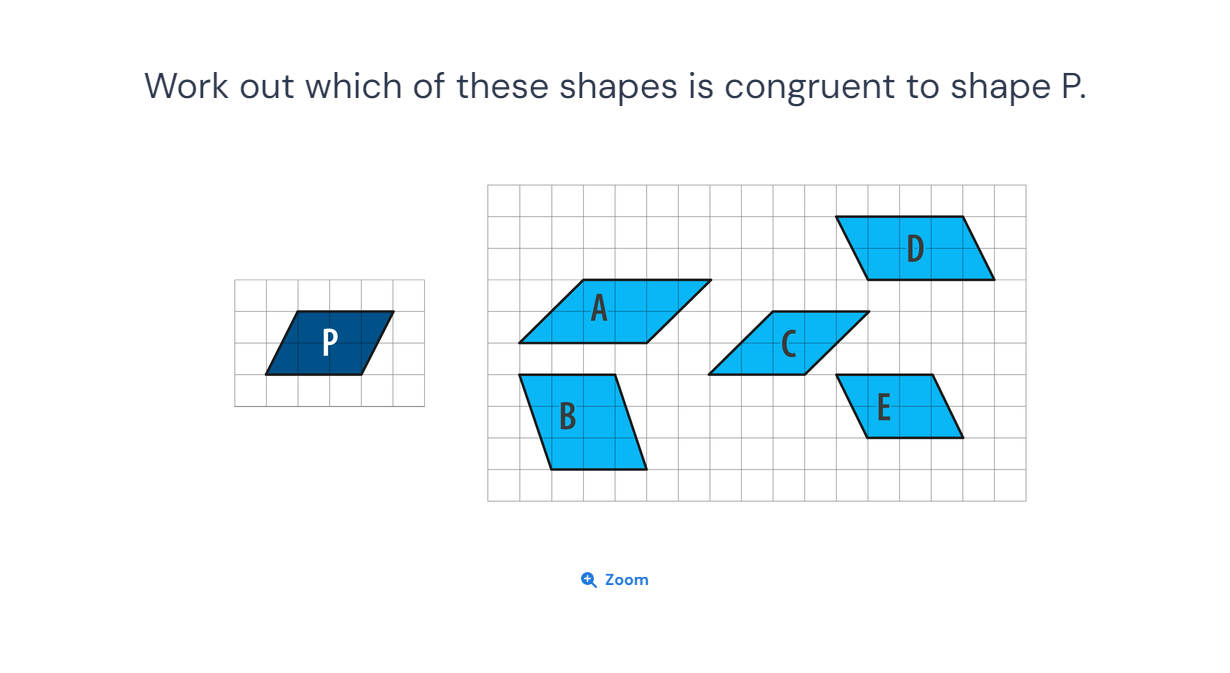 Work out which of these shapes is congruent to shape P.
D
A
P
C
E
B
Zoom